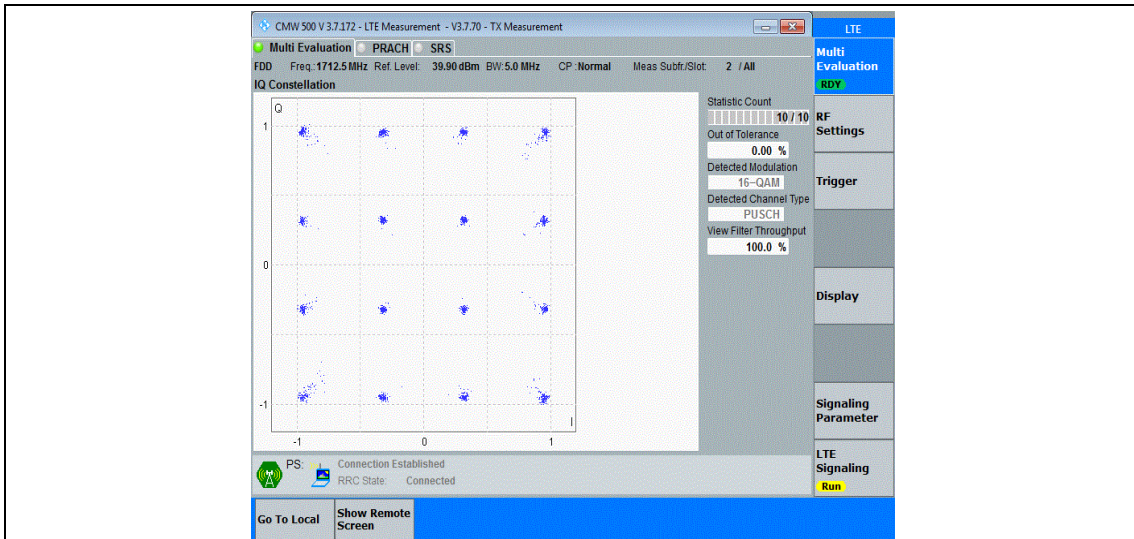 CMW 500 V 3.7.172 - LTE Measurement - V3.7.70 - TX Measurement
LTE
Multi Evaluation PRACH SRS
FDD Freq.:1712.5 MHz Ref. Level: 39.90 dBm BW: 5.0 MHz CP :Normal Meas Subfr./Slot: 2 / All
IQ Constellation
Q
1
0
-1
-1 0 1
I
Statistic Count
10 / 10
Out of Tolerance
0.00 %
Detected Modulation
16-QAM
Detected Channel Type
PUSCH
View Filter Throughput
100.0 %
Multi
Evaluation
RDY
RF
Settings
Trigger
Display
Signaling
Parameter
LTE
Signaling
Run
PS: Connection Established
RRC State: Connected
Go To Local
Show Remote
Screen